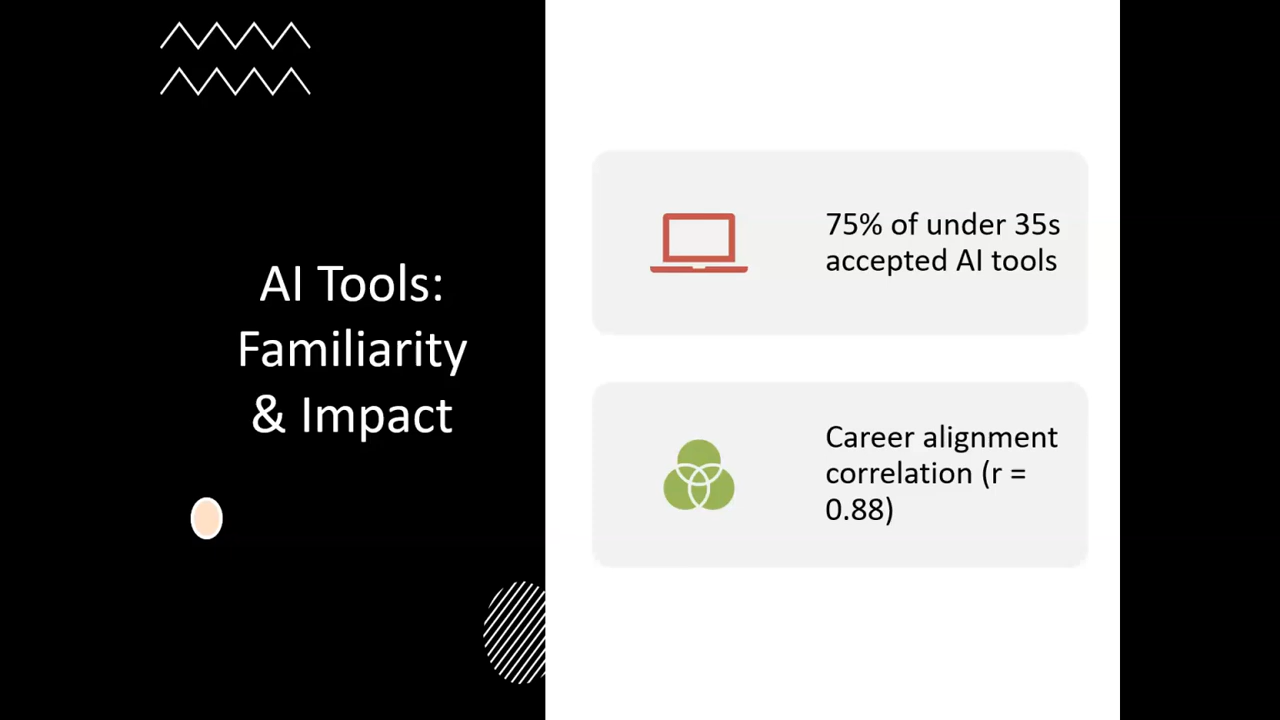 AI Tools:
Familiarity
& Impact
75% of under 35s
accepted AI tools
Career alignment
correlation (r =
0.88)